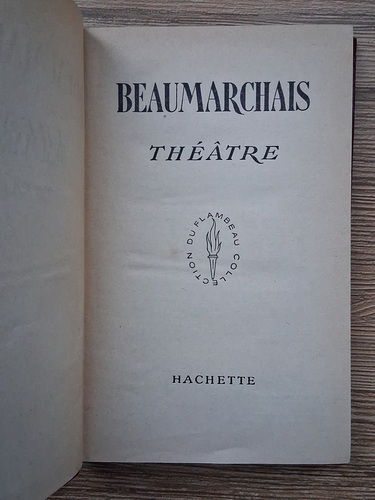 BEAUMARCHAIS
THÉÂTRE
COLLECTION DU FLAMBEAU
HACHETTE